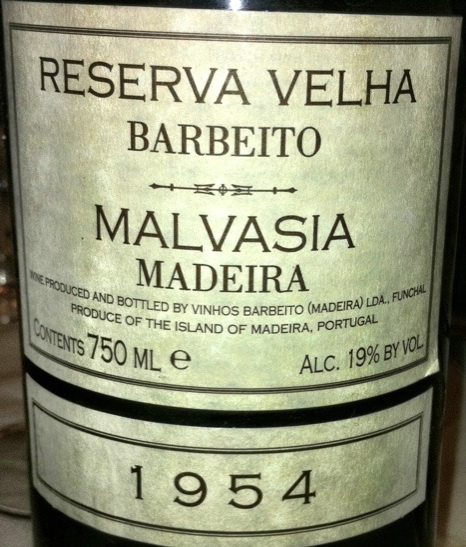 RESERVA VELHA
BARBEITO
MALVASIA
MADEIRA
WINE PRODUCED AND BOTTLED BY VINHOS BARBEITO (MADEIRA) LDA., FUNCHAL
PRODUCE OF THE ISLAND OF MADEIRA, PORTUGAL
CONTENTS 750 ML ℮ ALC. 19% BY VOL
1954